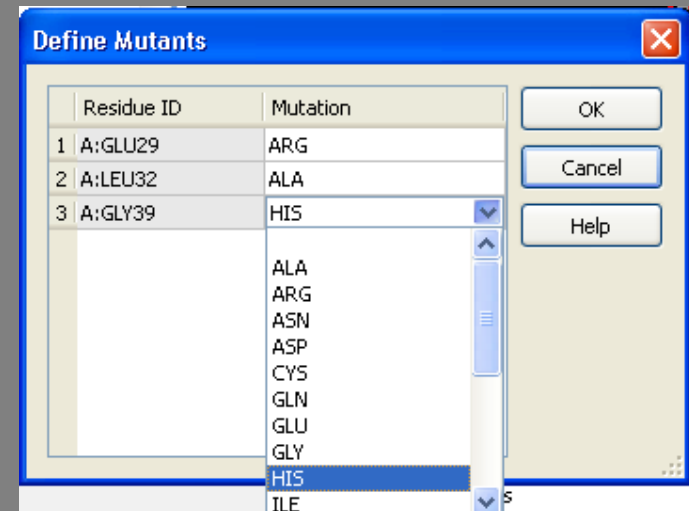 Define Mutants
Residue ID Mutation OK
1 A:GLU29 ARG
2 A:LEU32 ALA Cancel
3 A:GLY39 HIS Help
ALA
ARG
ASN
ASP
CYS
GLN
GLU
GLY
HIS
ILE
s